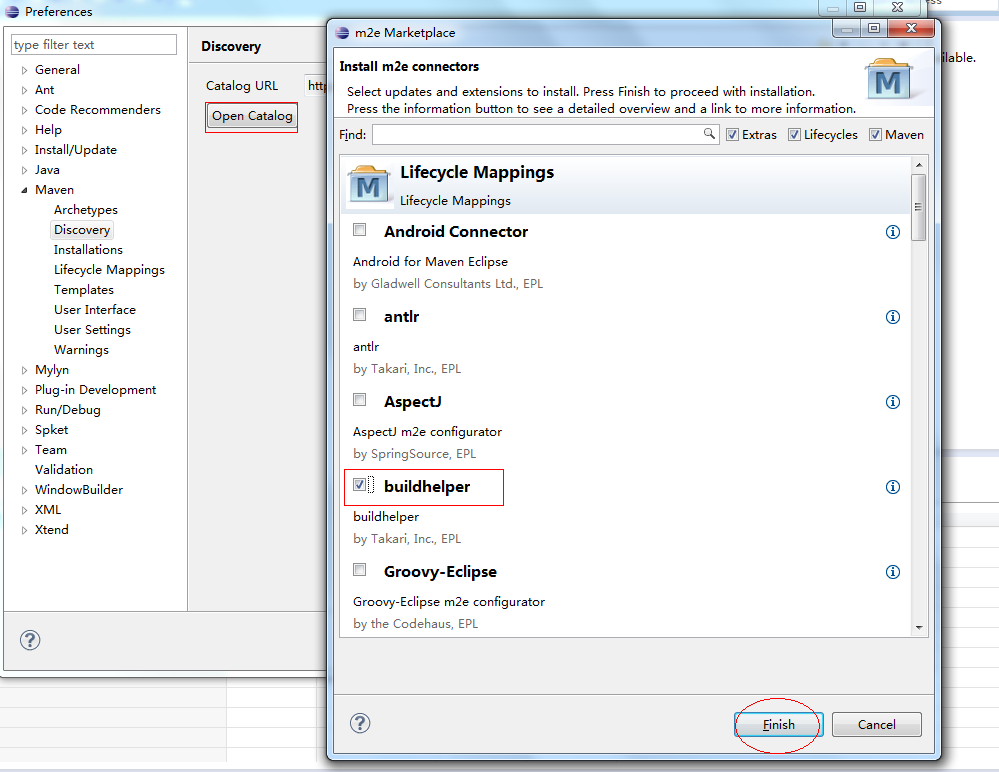 Preferences
type filter text
General
Ant
Code Recommenders
Help
Install/Update
Java
Maven
Archetypes
Discovery
Installations
Lifecycle Mappings
Templates
User Interface
User Settings
Warnings
Mylyn
Plug-in Development
Run/Debug
Spket
Team
Validation
WindowBuilder
XML
Xtend
Discovery
Catalog URL
Open Catalog
m2e Marketplace
Install m2e connectors
Select updates and extensions to install. Press Finish to proceed with installation.
Press the information button to see a detailed overview and a link to more information.
M
Find: Extras Lifecycles Maven
M
Lifecycle Mappings
Lifecycle Mappings
Android Connector
Android for Maven Eclipse
by Gladwell Consultants Ltd., EPL
antlr
antlr
by Takari, Inc., EPL
AspectJ
AspectJ m2e configurator
by SpringSource, EPL
buildhelper
buildhelper
by Takari, Inc., EPL
Groovy-Eclipse
Groovy-Eclipse m2e configurator
by the Codehaus, EPL
Finish Cancel